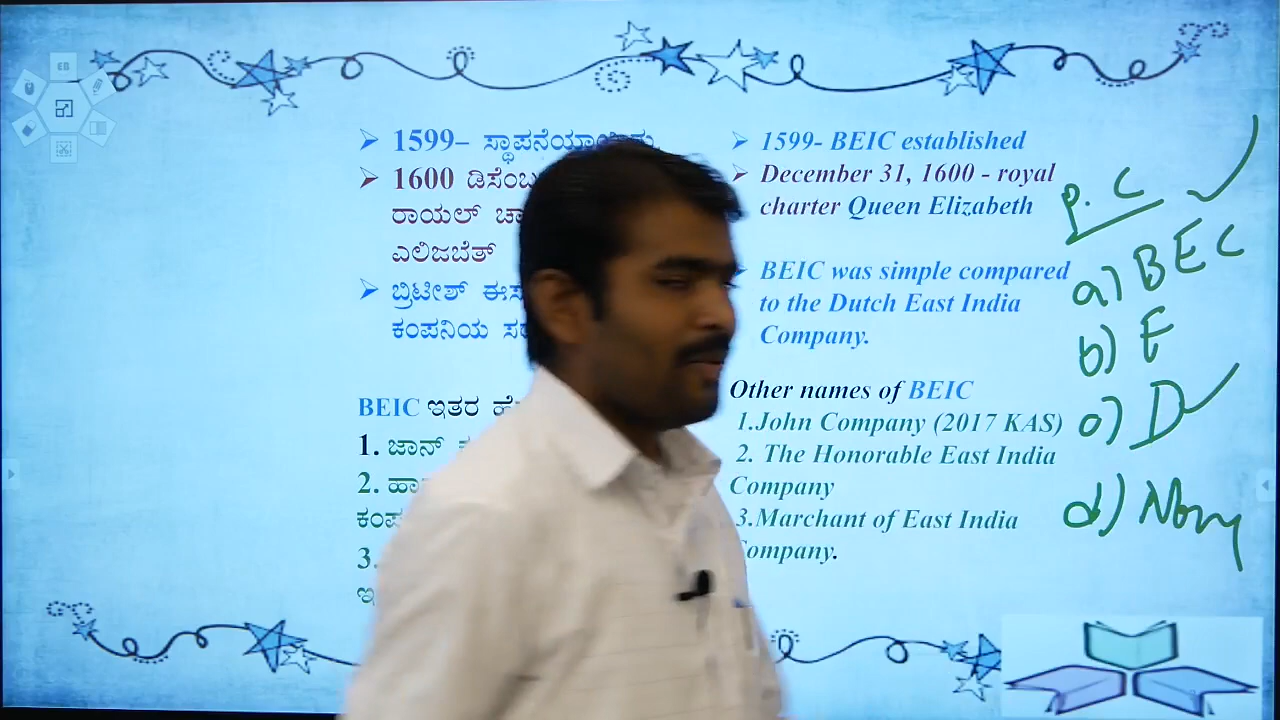 1599– ಸ್ಥಾಪನೆಯಾಯಿತು
1600
ರಾಯಲ್
ಎಲಿಜಬೆತ್
ಬ್ರಿಟೀಶ್
ಕಂಪನಿಯ
BEIC ಇತರ
1. ಜಾನ್
2.
3.
1599- BEIC established
December 31, 1600 - royal
charter Queen Elizabeth
BEIC was simple compared
to the Dutch East India
Company.
Other names of BEIC
1.John Company (2017 KAS)
2. The Honorable East India
Company
3.Marchant of East India
Company.
P. C
a) BEC
b) F
c) D
d)